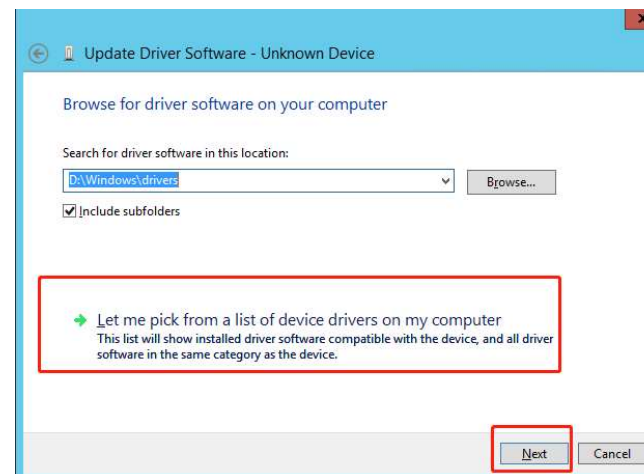 Update Driver Software - Unknown Device
Browse for driver software on your computer
Search for driver software in this location:
D:\Windows\drivers
Browse...
Include subfolders
Let me pick from a list of device drivers on my computer
This list will show installed driver software compatible with the device, and all driver
software in the same category as the device.
Next
Cancel